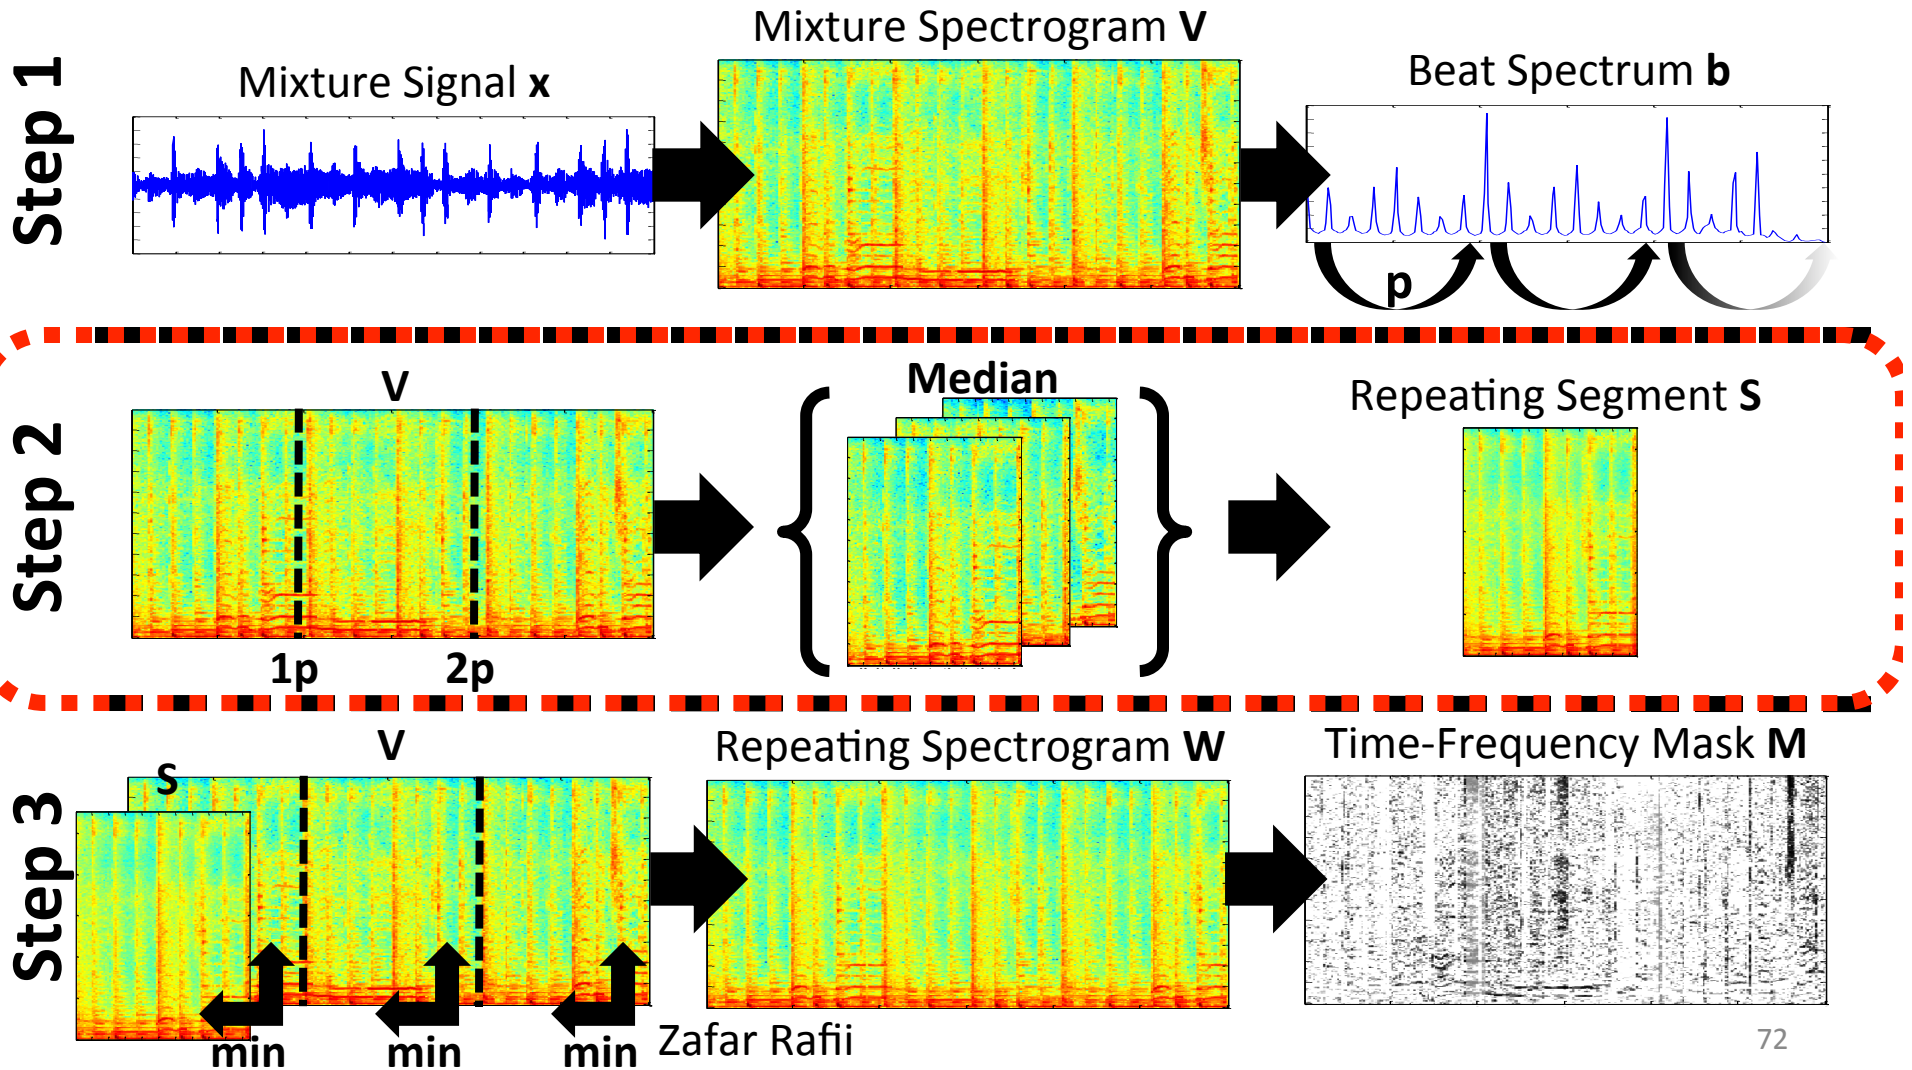 Step 1
Mixture Signal x
Mixture Spectrogram V
Beat Spectrum b
p
Step 2
V
1p
2p
Median
Repeating Segment S
Step 3
S
V
min
min
min
Repeating Spectrogram W
Time-Frequency Mask M
Zafar Rafii
72